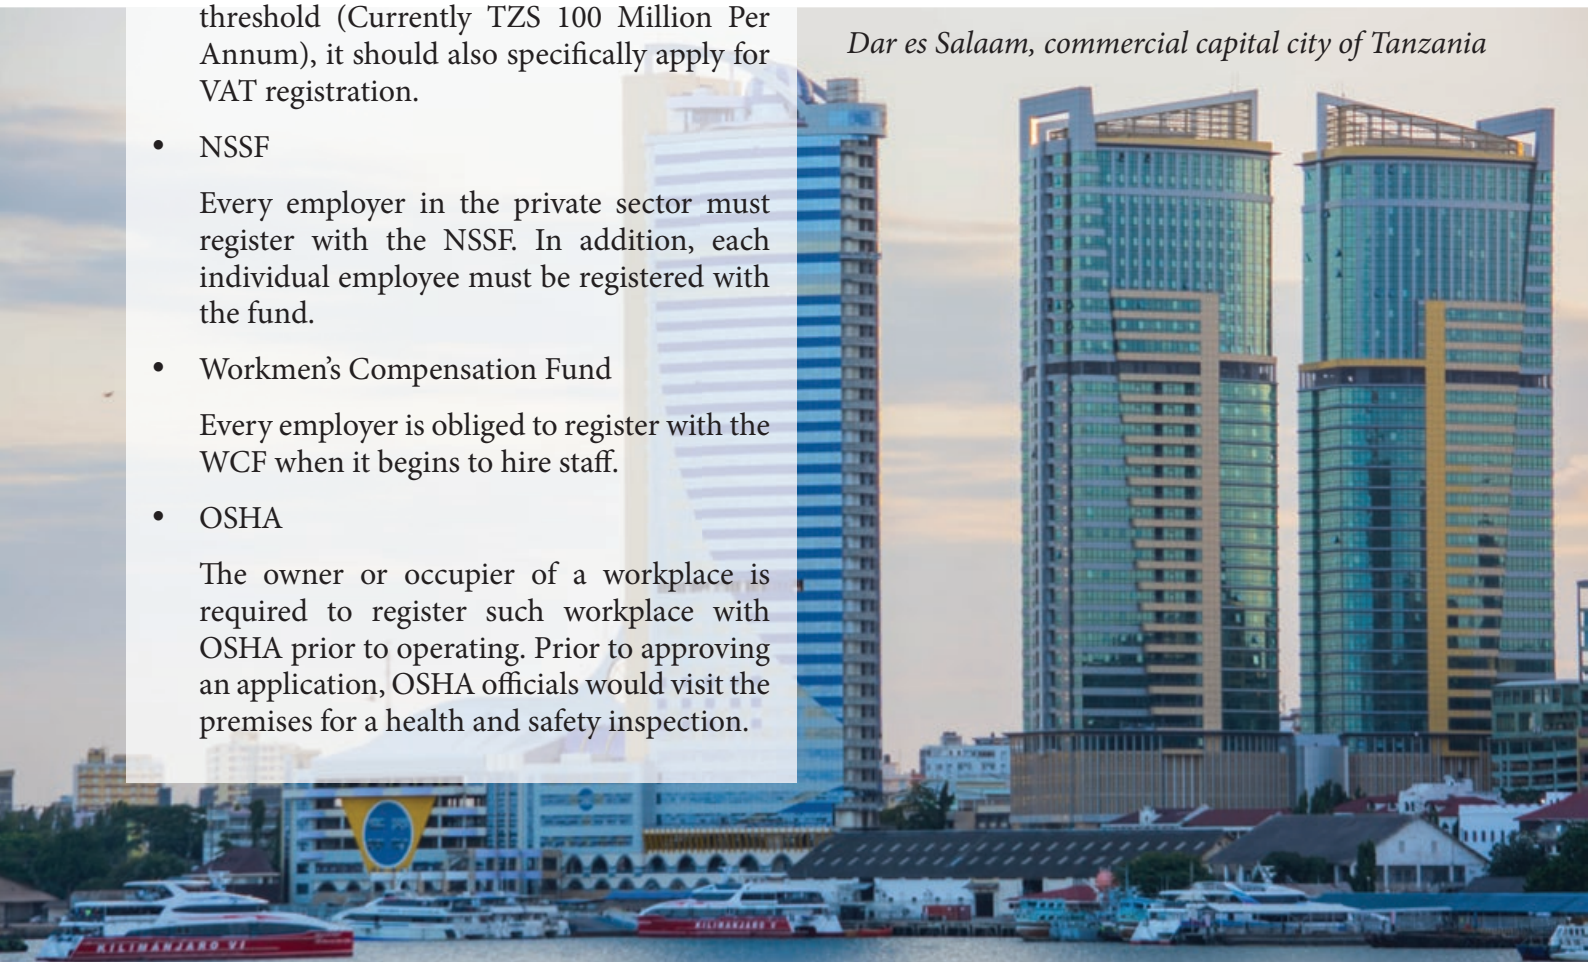 threshold (Currently TZS 100 Million Per
Annum), it should also specifically apply for
VAT registration.
• NSSF
Every employer in the private sector must
register with the NSSF. In addition, each
individual employee must be registered with
the fund.
• Workmen’s Compensation Fund
Every employer is obliged to register with the
WCF when it begins to hire staff.
• OSHA
The owner or occupier of a workplace is
required to register such workplace with
OSHA prior to operating. Prior to approving
an application, OSHA officials would visit the
premises for a health and safety inspection.
Dar es Salaam, commercial capital city of Tanzania
KILIMANJARO VI
KILIMANJARO V